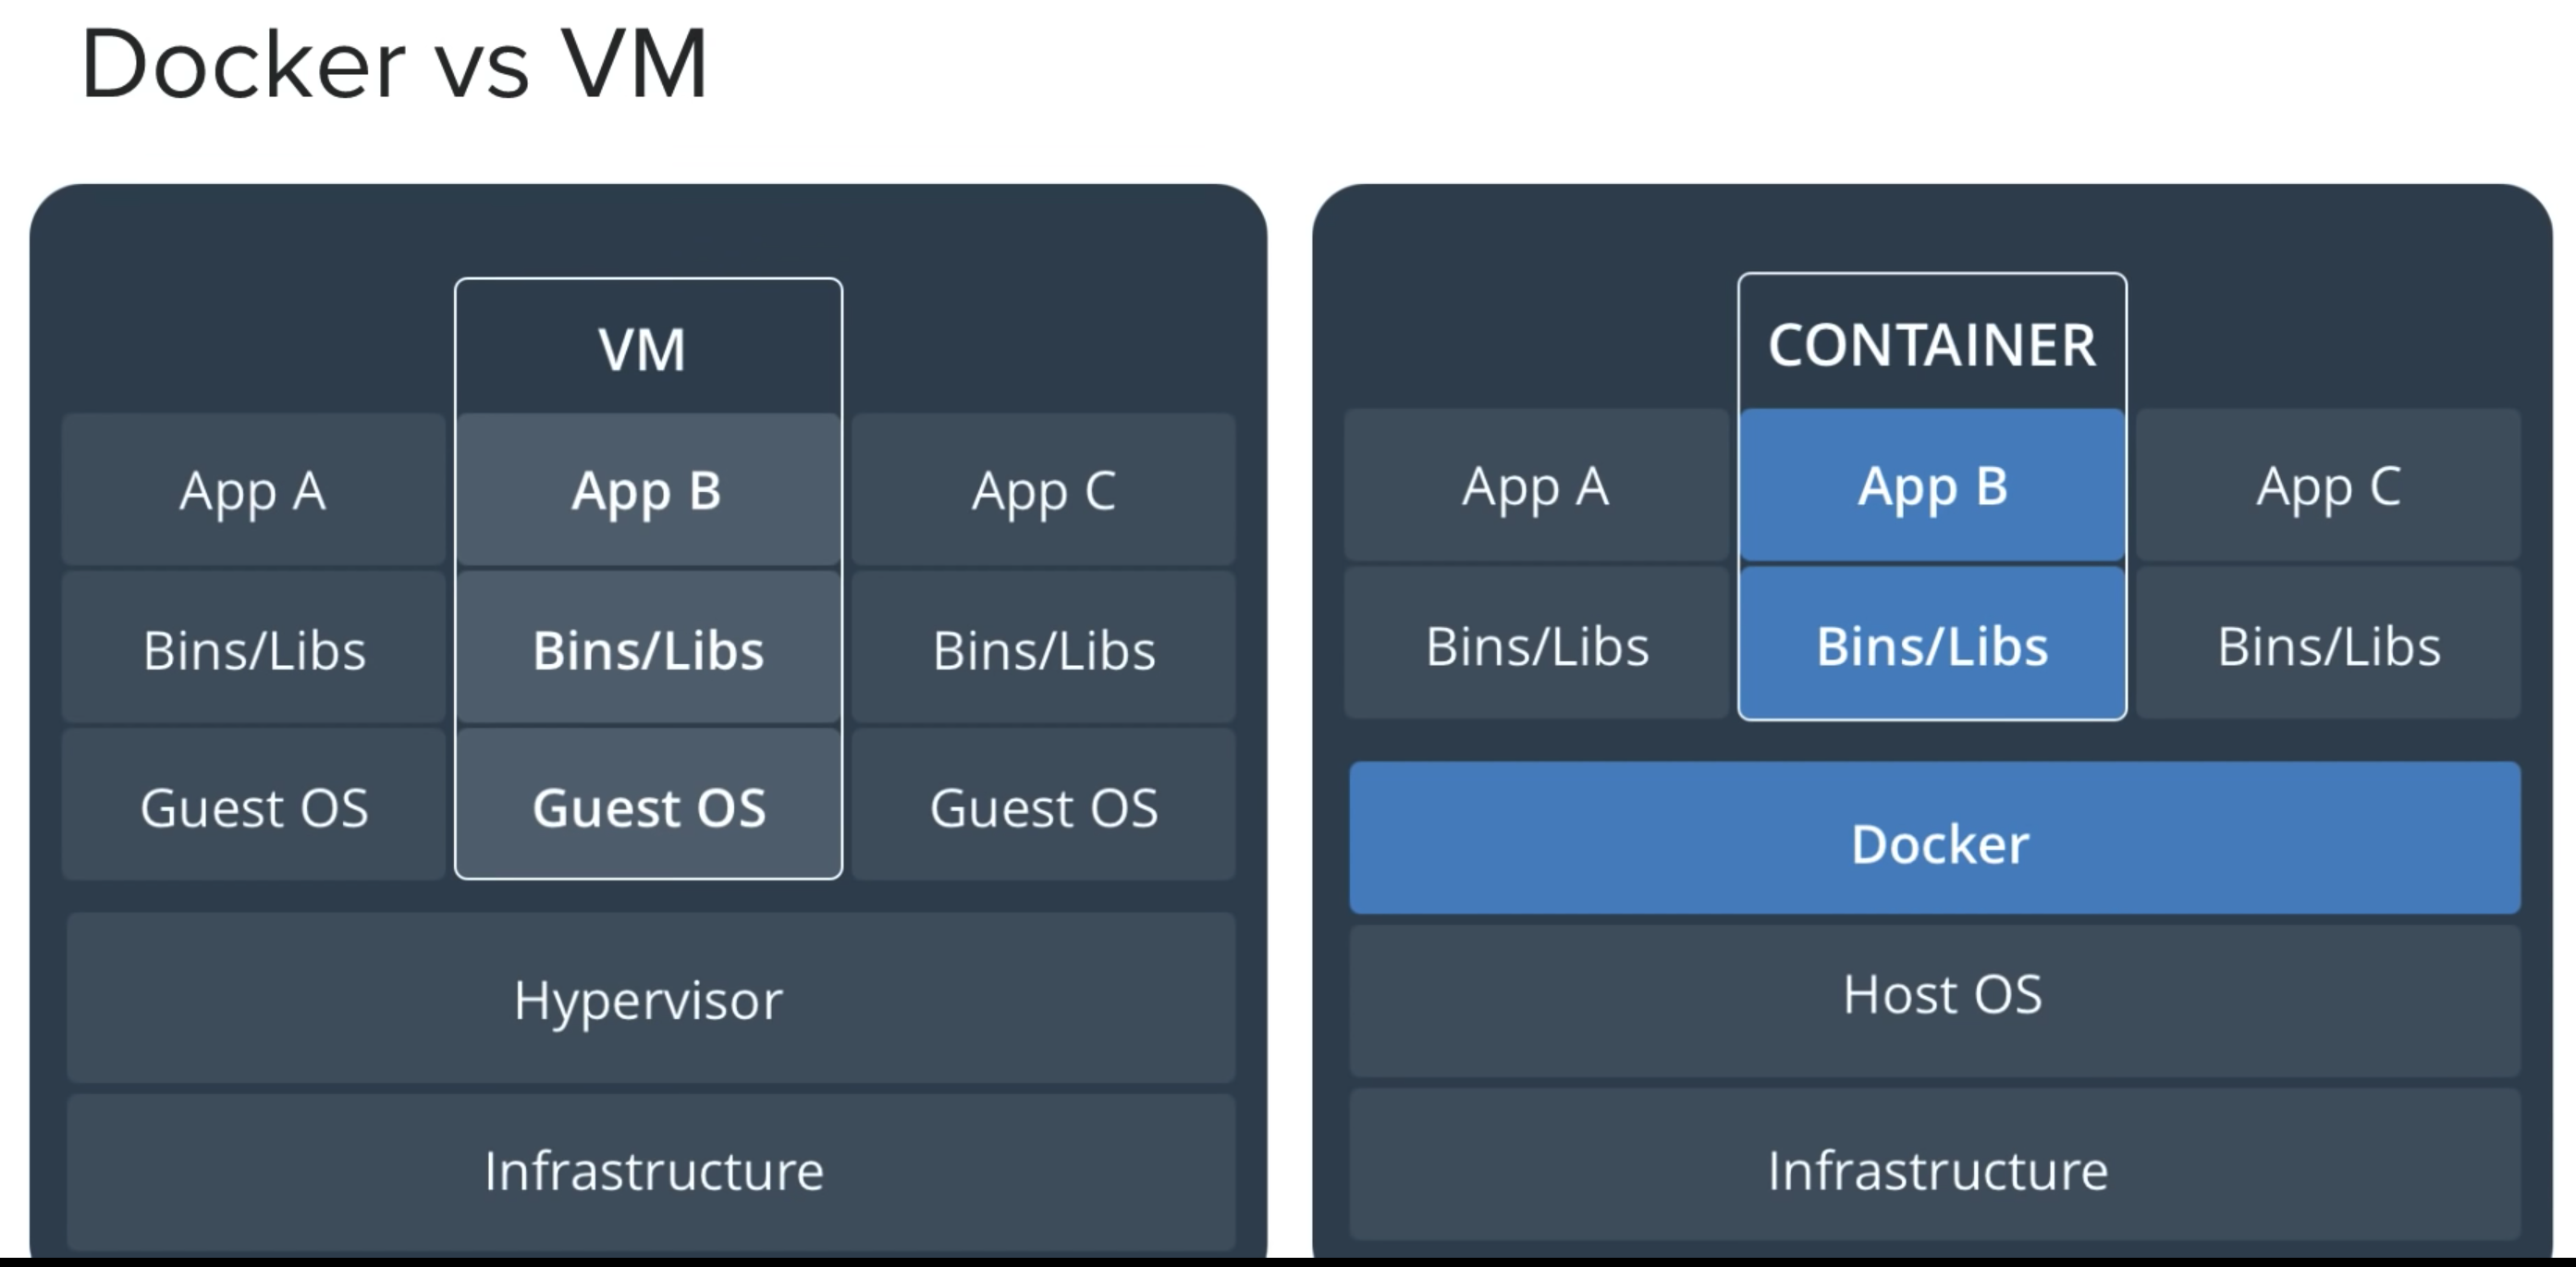 Docker vs VM
VM
App A
App B
App C
Bins/Libs
Bins/Libs
Bins/Libs
Guest OS
Guest OS
Guest OS
Hypervisor
Infrastructure
CONTAINER
App A
App B
App C
Bins/Libs
Bins/Libs
Bins/Libs
Docker
Host OS
Infrastructure